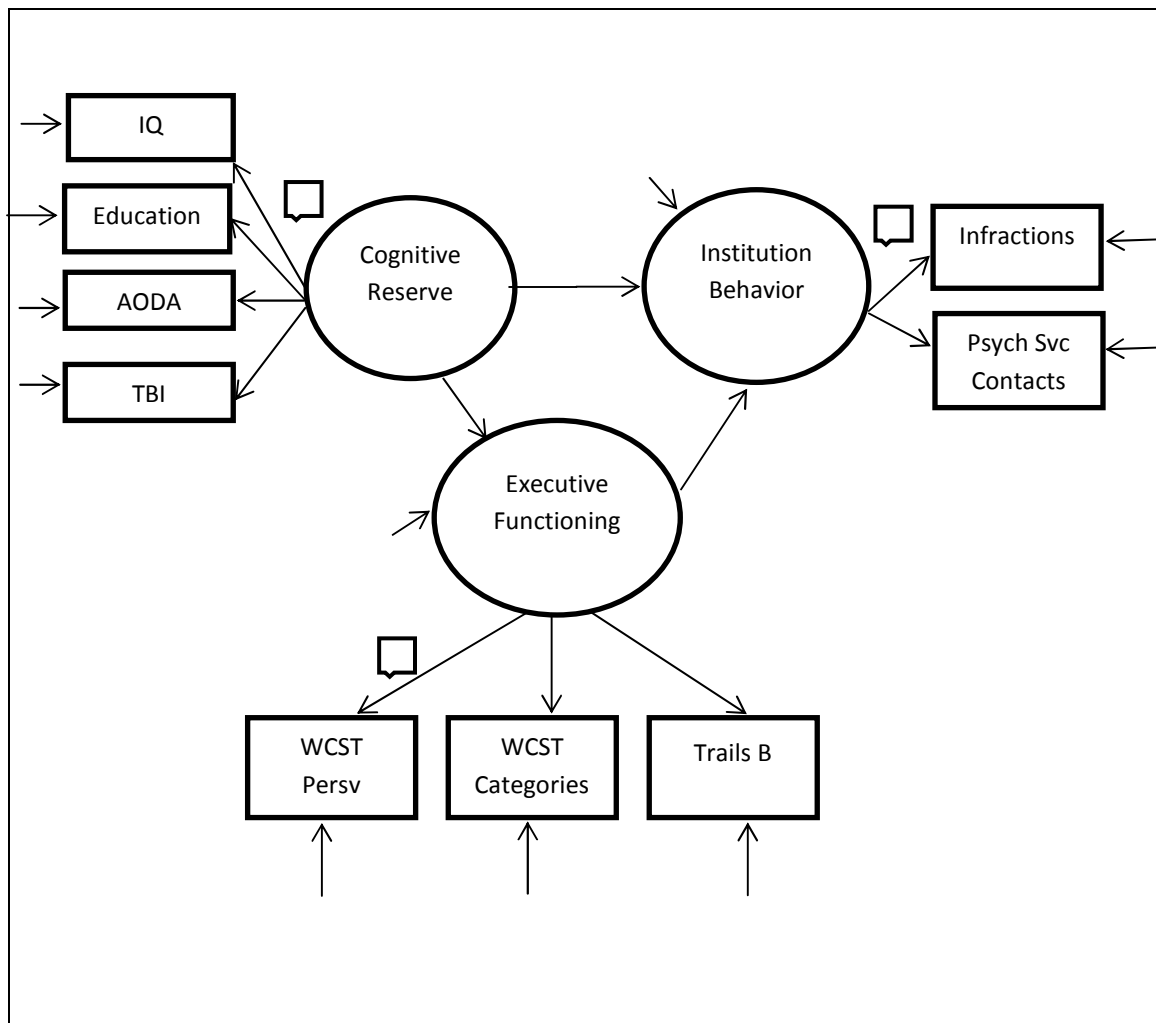 IQ
Education
AODA
TBI
Cognitive
Reserve
Institution
Behavior
Infractions
Psych Svc
Contacts
Executive
Functioning
WCST
Persv
WCST
Categories
Trails B